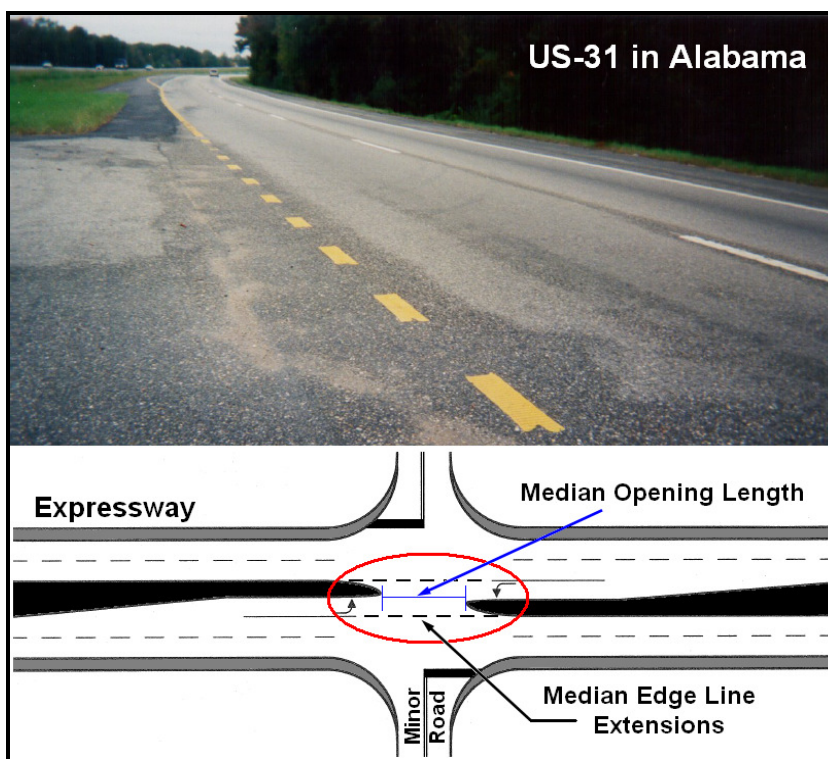 US-31 in Alabama
Expressway
Median Opening Length
Median Edge Line
Extensions
Minor
Road